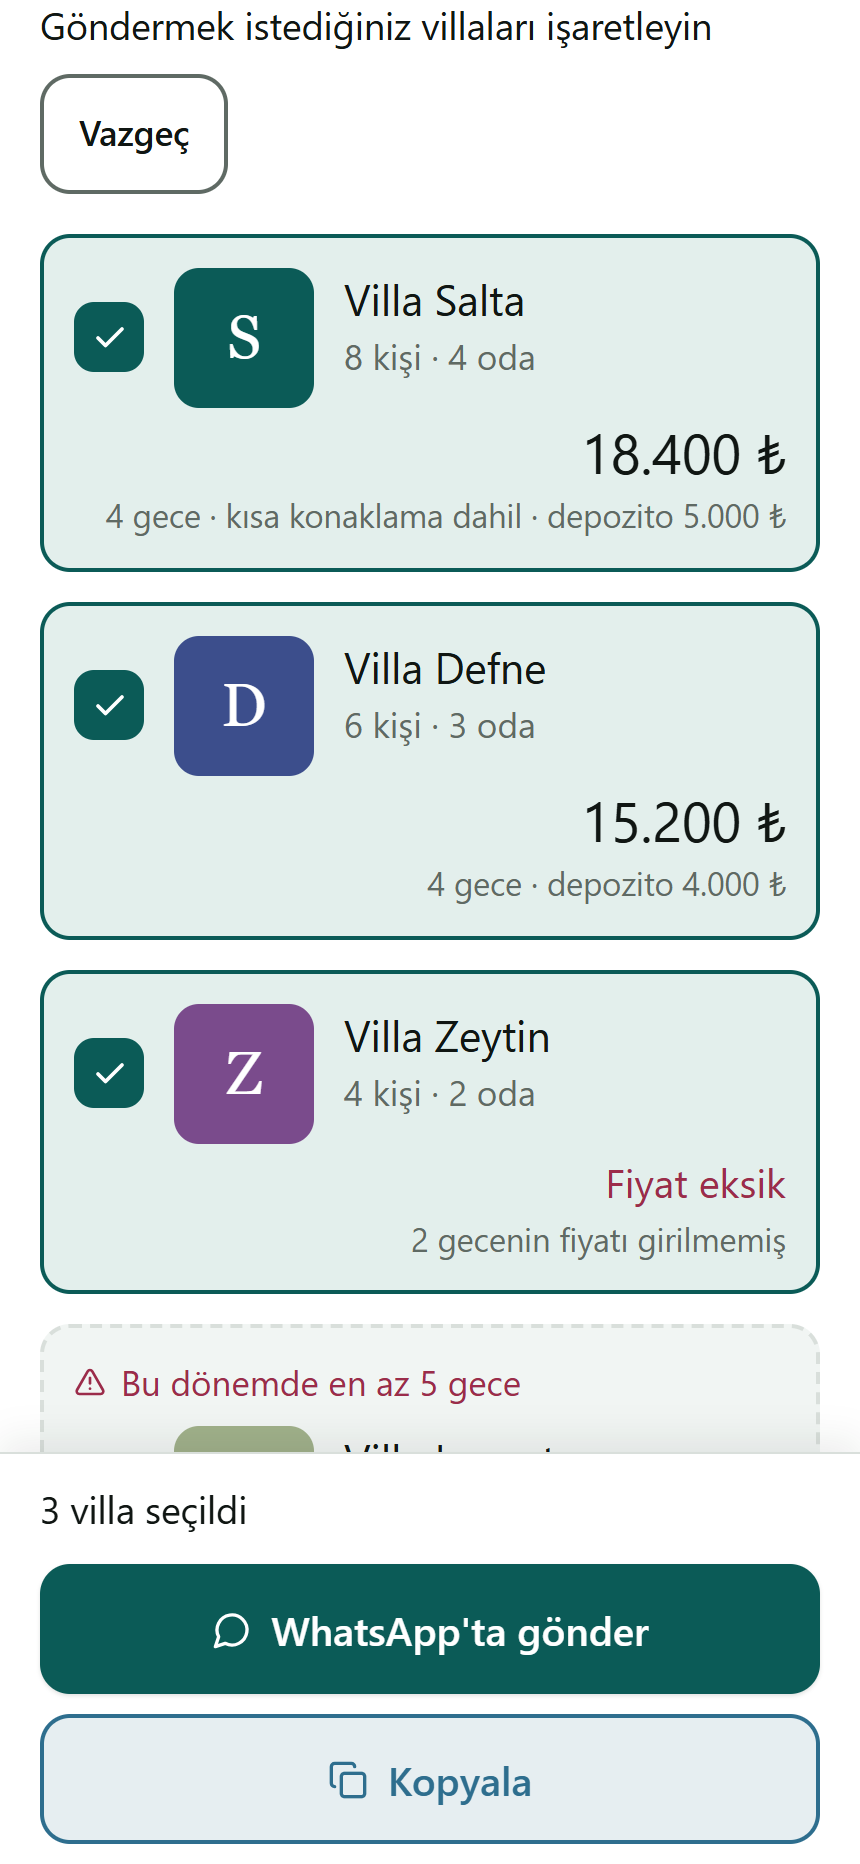 Göndermek istediğiniz villaları işaretleyin
Vazgeç
S
Villa Salta
8 kişi · 4 oda
18.400 ₺
4 gece · kısa konaklama dahil · depozito 5.000 ₺
D
Villa Defne
6 kişi · 3 oda
15.200 ₺
4 gece · depozito 4.000 ₺
Z
Villa Zeytin
4 kişi · 2 oda
Fiyat eksik
2 gecenin fiyatı girilmemiş
Bu dönemde en az 5 gece
3 villa seçildi
WhatsApp'ta gönder
Kopyala